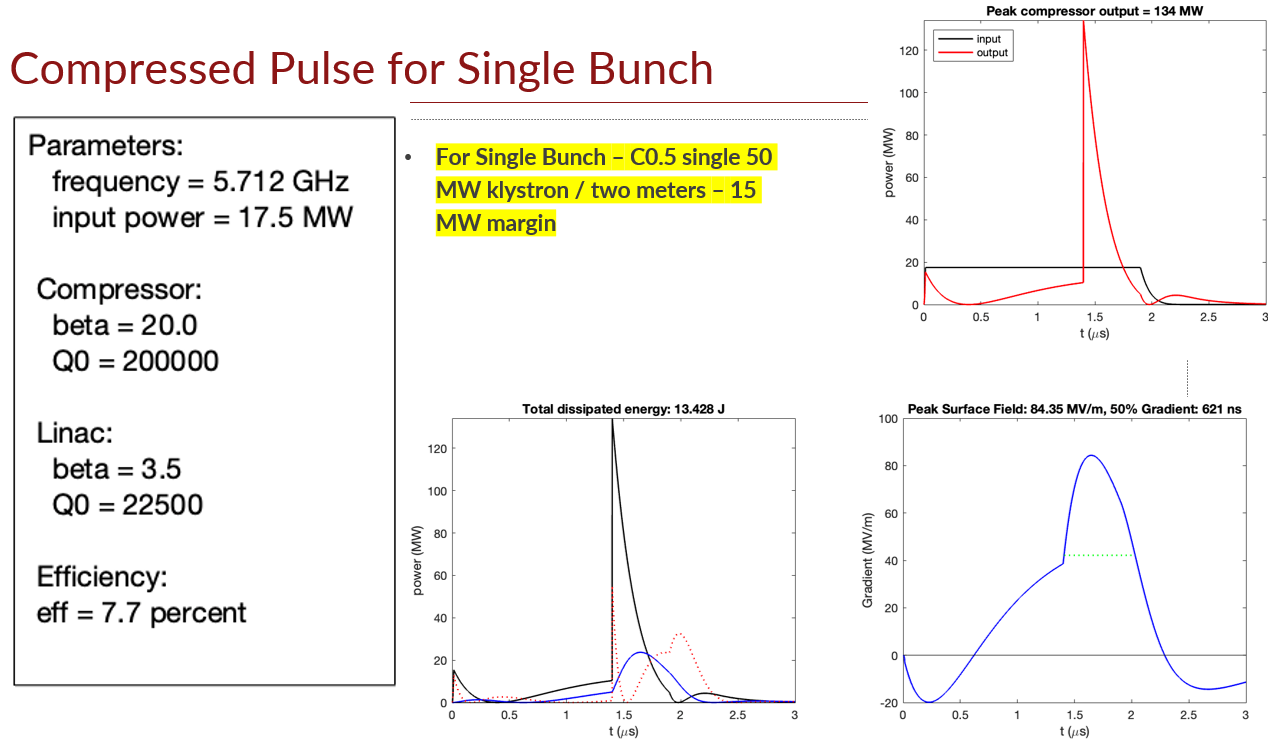 Compressed Pulse for Single Bunch
Parameters:
frequency = 5.712 GHz
input power = 17.5 MW
Compressor:
beta = 20.0
Q0 = 200000
Linac:
beta = 3.5
Q0 = 22500
Efficiency:
eff = 7.7 percent
• For Single Bunch – C0.5 single 50
MW klystron / two meters – 15
MW margin
Peak compressor output = 134 MW
input
output
power (MW)
120
100
80
60
40
20
0
0 0.5 1 1.5 2 2.5 3
t (μs)
Total dissipated energy: 13.428 J
power (MW)
120
100
80
60
40
20
0
0 0.5 1 1.5 2 2.5 3
t (μs)
Peak Surface Field: 84.35 MV/m, 50% Gradient: 621 ns
Gradient (MV/m)
100
80
60
40
20
0
-20
0 0.5 1 1.5 2 2.5 3
t (μs)